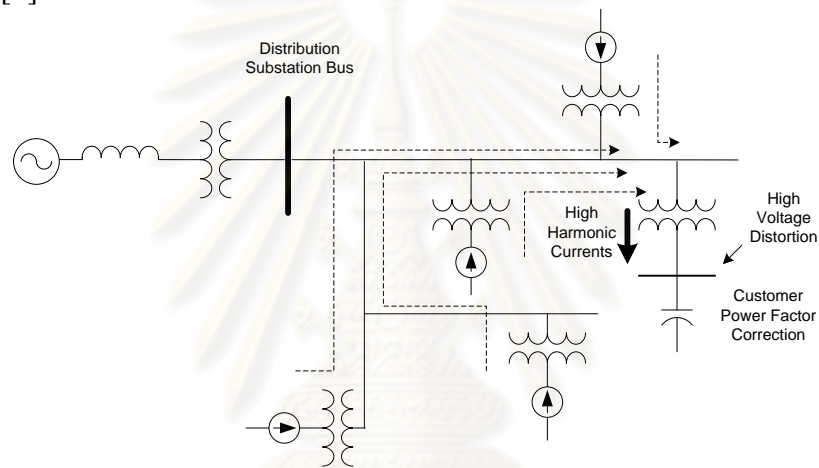 Distribution
Substation Bus
High
Harmonic
Currents
High
Voltage
Distortion
Customer
Power Factor
Correction